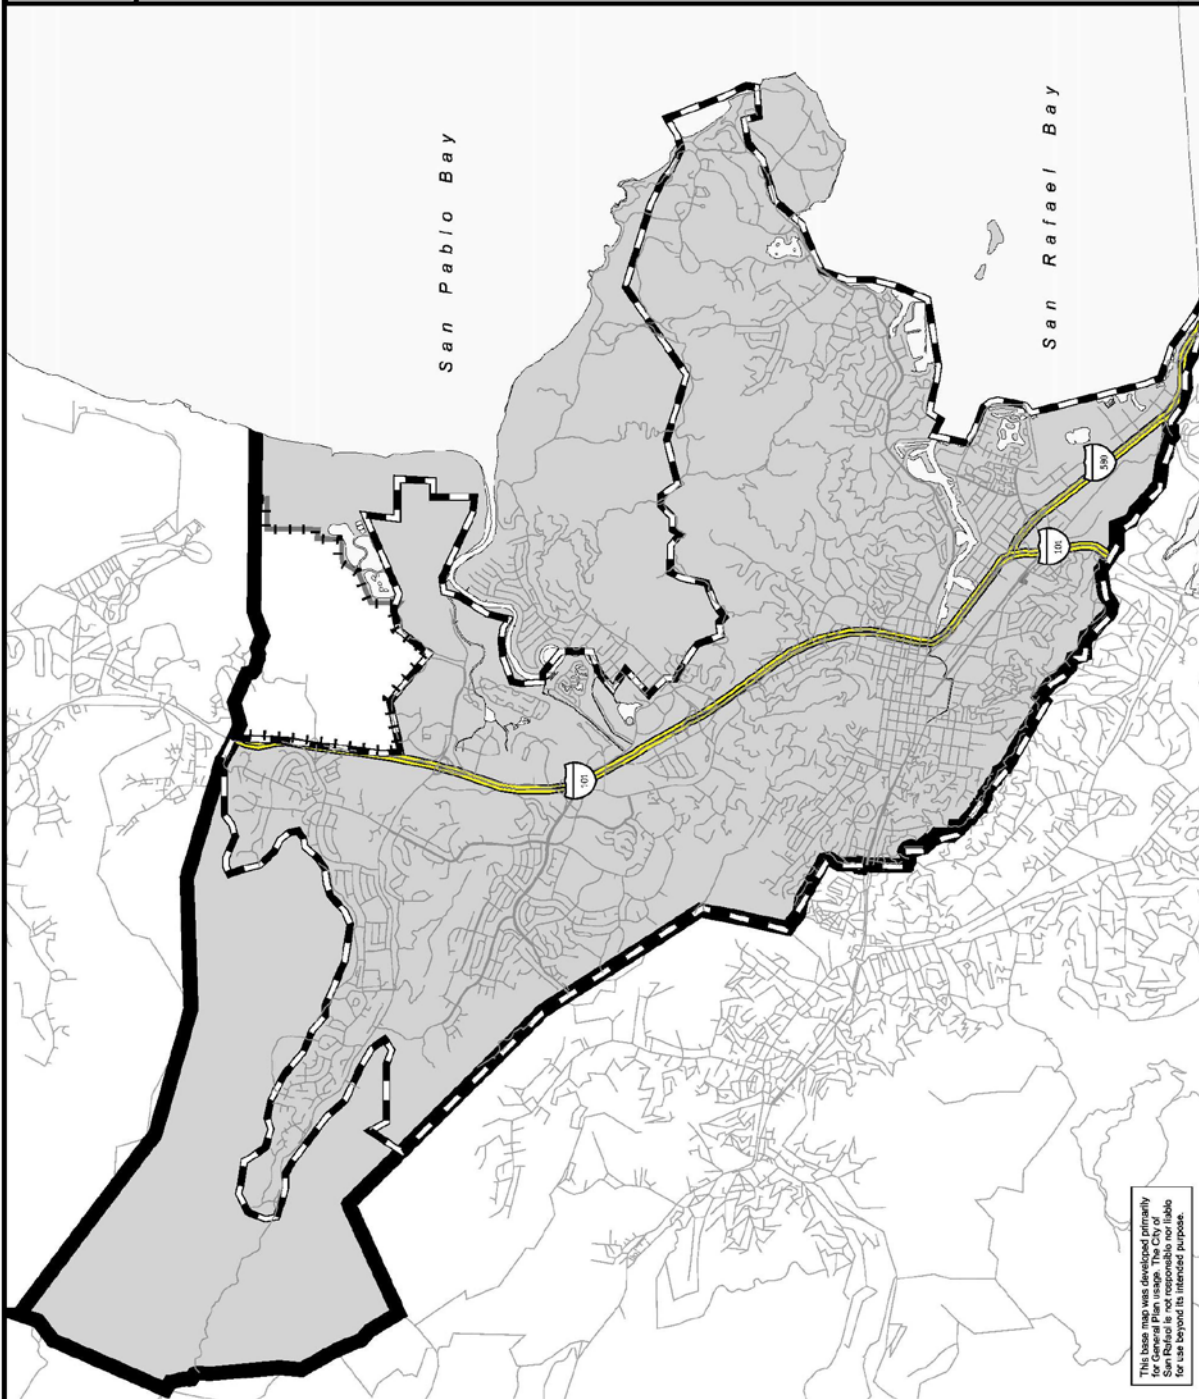 San Pablo Bay
San Rafael Bay
101
580
101
This base map was developed primarily
for General Plan usage. The City of
San Rafael is not responsible nor liable
for use beyond its intended purpose.